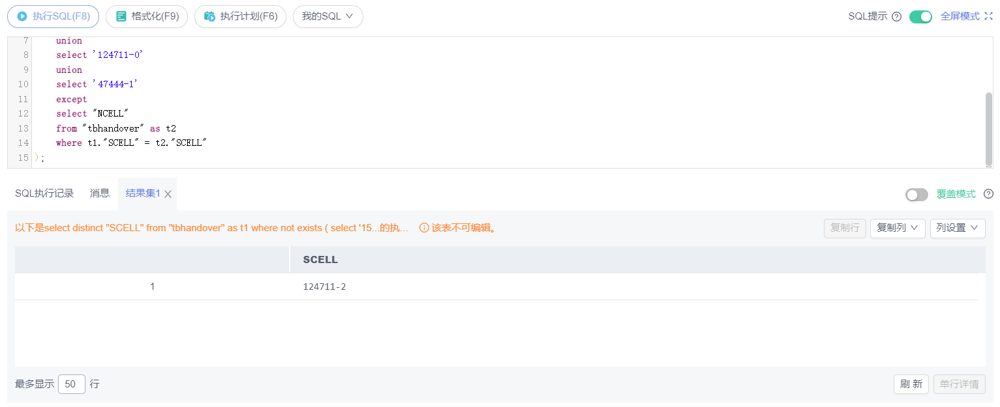 执行SQL(F8) 格式化(F9) 执行计划(F6) 我的SQL SQL提示 全屏模式
7 union
8 select '124711-0'
9 union
10 select '47444-1'
11 except
12 select "NCELL"
13 from "tbhandover" as t2
14 where t1."SCELL" = t2."SCELL"
15 );
SQL执行记录 消息 结果集1 覆盖模式
以下是select distinct "SCELL" from "tbhandover" as t1 where not exists ( select '15...的执... 该表不可编辑。 复制行 复制列 列设置
SCELL
1 124711-2
最多显示 50 行 刷 新 单行详情